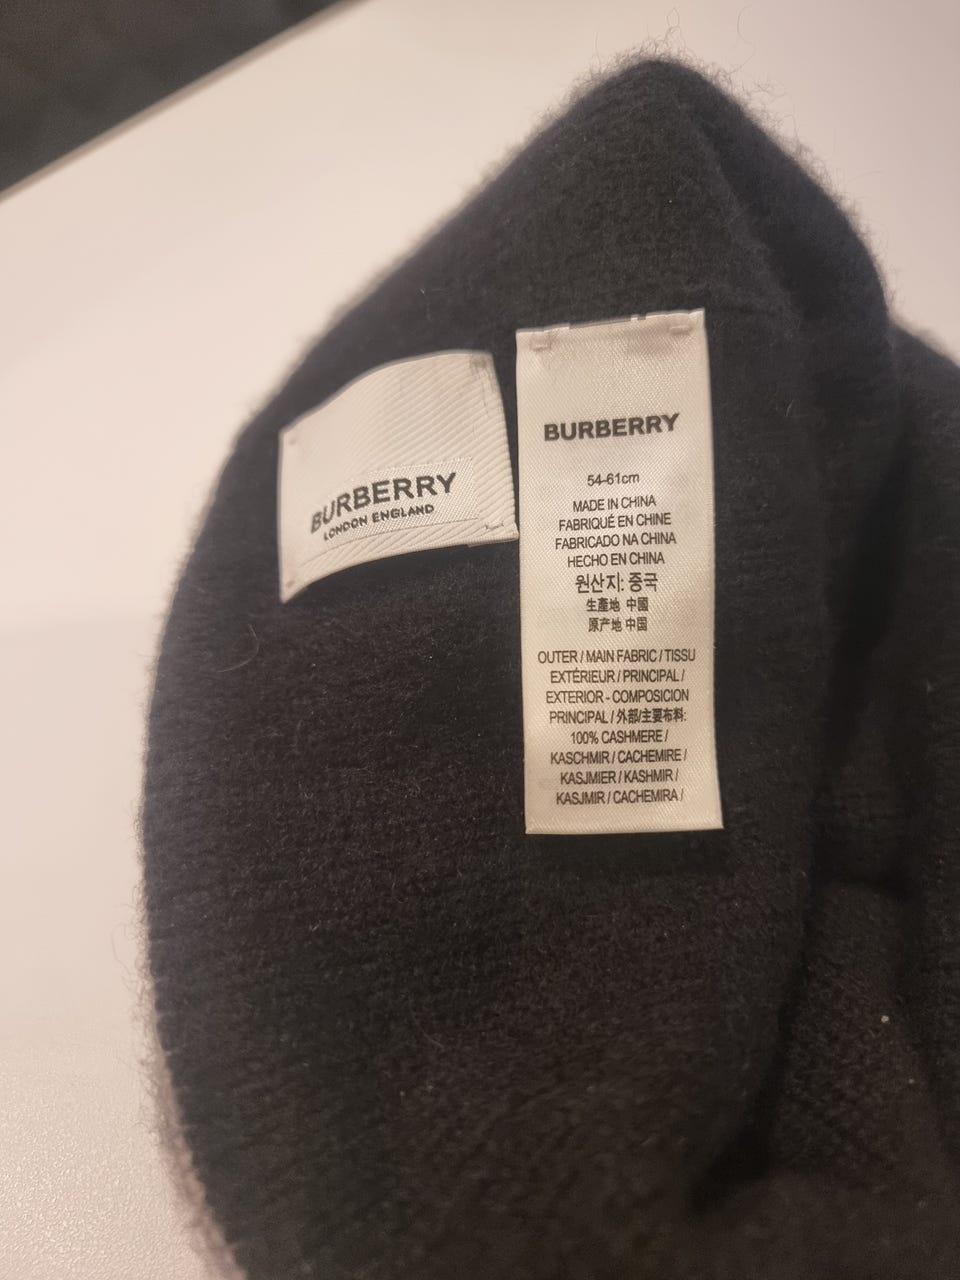 BURBERRY
LONDON ENGLAND
BURBERRY
54-61cm
MADE IN CHINA
FABRIQUÉ EN CHINE
FABRICADO NA CHINA
HECHO EN CHINA
원산지: 중국
生產地 中國
原产地 中国
OUTER / MAIN FABRIC / TISSU
EXTÉRIEUR / PRINCIPAL /
EXTERIOR - COMPOSICION
PRINCIPAL / 外部/主要布料:
100% CASHMERE /
KASCHMIR / CACHEMIRE /
KASJMIER / KASHMIR /
KASJMIR / CACHEMIRA /